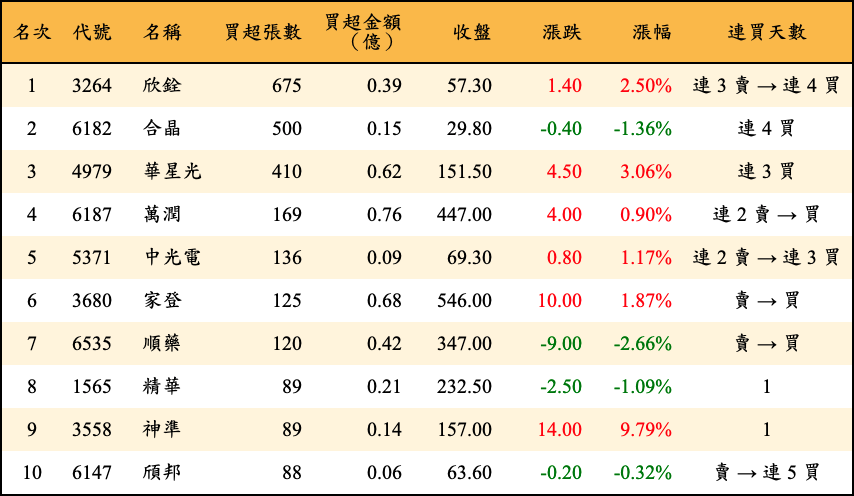 名次 代號 名稱 買超張數 買超金額（億） 收盤 漲跌 漲幅 連買天數
1 3264 欣銓 675 0.39 57.30 1.40 2.50% 連 3 賣 → 連 4 買
2 6182 合晶 500 0.15 29.80 -0.40 -1.36% 連 4 買
3 4979 華星光 410 0.62 151.50 4.50 3.06% 連 3 買
4 6187 萬潤 169 0.76 447.00 4.00 0.90% 連 2 賣 → 買
5 5371 中光電 136 0.09 69.30 0.80 1.17% 連 2 賣 → 連 3 買
6 3680 家登 125 0.68 546.00 10.00 1.87% 賣 → 買
7 6535 順藥 120 0.42 347.00 -9.00 -2.66% 賣 → 買
8 1565 精華 89 0.21 232.50 -2.50 -1.09% 1
9 3558 神準 89 0.14 157.00 14.00 9.79% 1
10 6147 頎邦 88 0.06 63.60 -0.20 -0.32% 賣 → 連 5 買